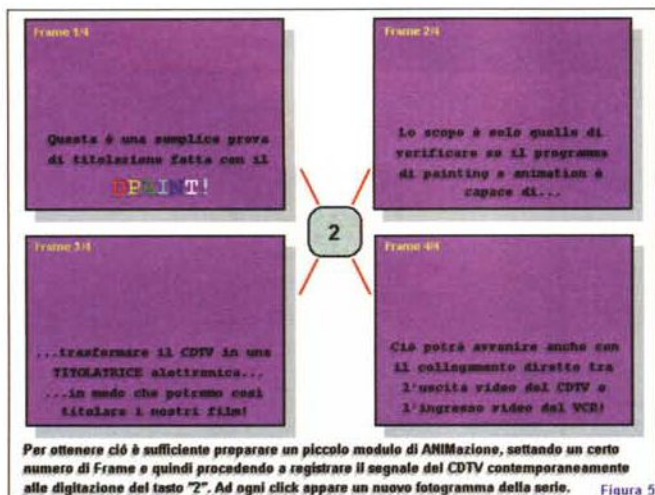 Frame 1/4
Questa è una semplice prova
di titolazione fatta con il
DPAINT!
Frame 2/4
Lo scopo è solo quello di
verificare se il programma
di painting e animation è
capace di...
2
Frame 3/4
...trasformare il CDTV in una
TITOLATRICE elettronica...
...in modo che potremo così
titolare i nostri film!
Frame 4/4
Ciò potrà avvenire anche con
il collegamento diretto tra
l'uscita video del CDTV e
l'ingresso video del VCR!
Per ottenere ció è sufficiente preparare un piccolo modulo di ANIMazione, settando un certo
numero di Frame e quindi procedendo a registrare il segnale del CDTV contemporaneamente
alle digitazione del tasto "2". Ad ogni click appare un nuovo fotogramma della serie.
Figura 5